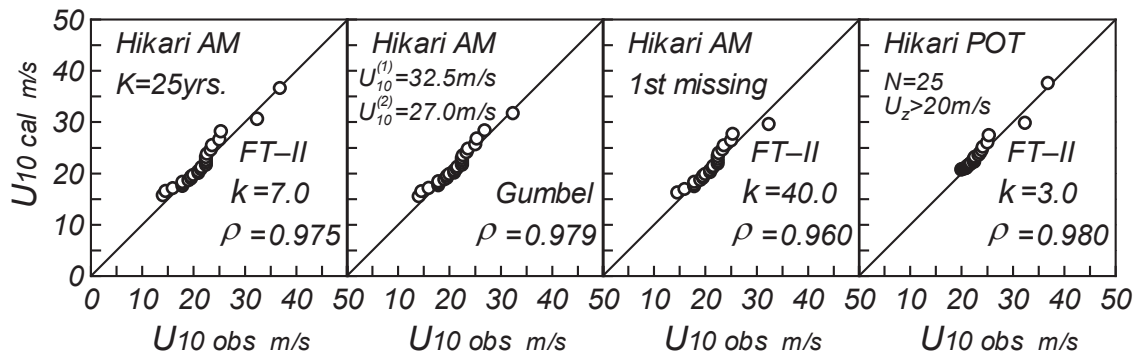 50
40
30
20
10
0
U10 cal m/s
Hikari AM
K=25yrs.
FT–II
k=7.0
ρ=0.975
Hikari AM
U10(1)=32.5m/s
U10(2)=27.0m/s
Gumbel
ρ=0.979
Hikari AM
1st missing
FT–II
k=40.0
ρ=0.960
Hikari POT
N=25
Uz>20m/s
FT–II
k=3.0
ρ=0.980
0 10 20 30 40 50 10 20 30 40 50 10 20 30 40 50 10 20 30 40 50
U10 obs m/s U10 obs m/s U10 obs m/s U10 obs m/s